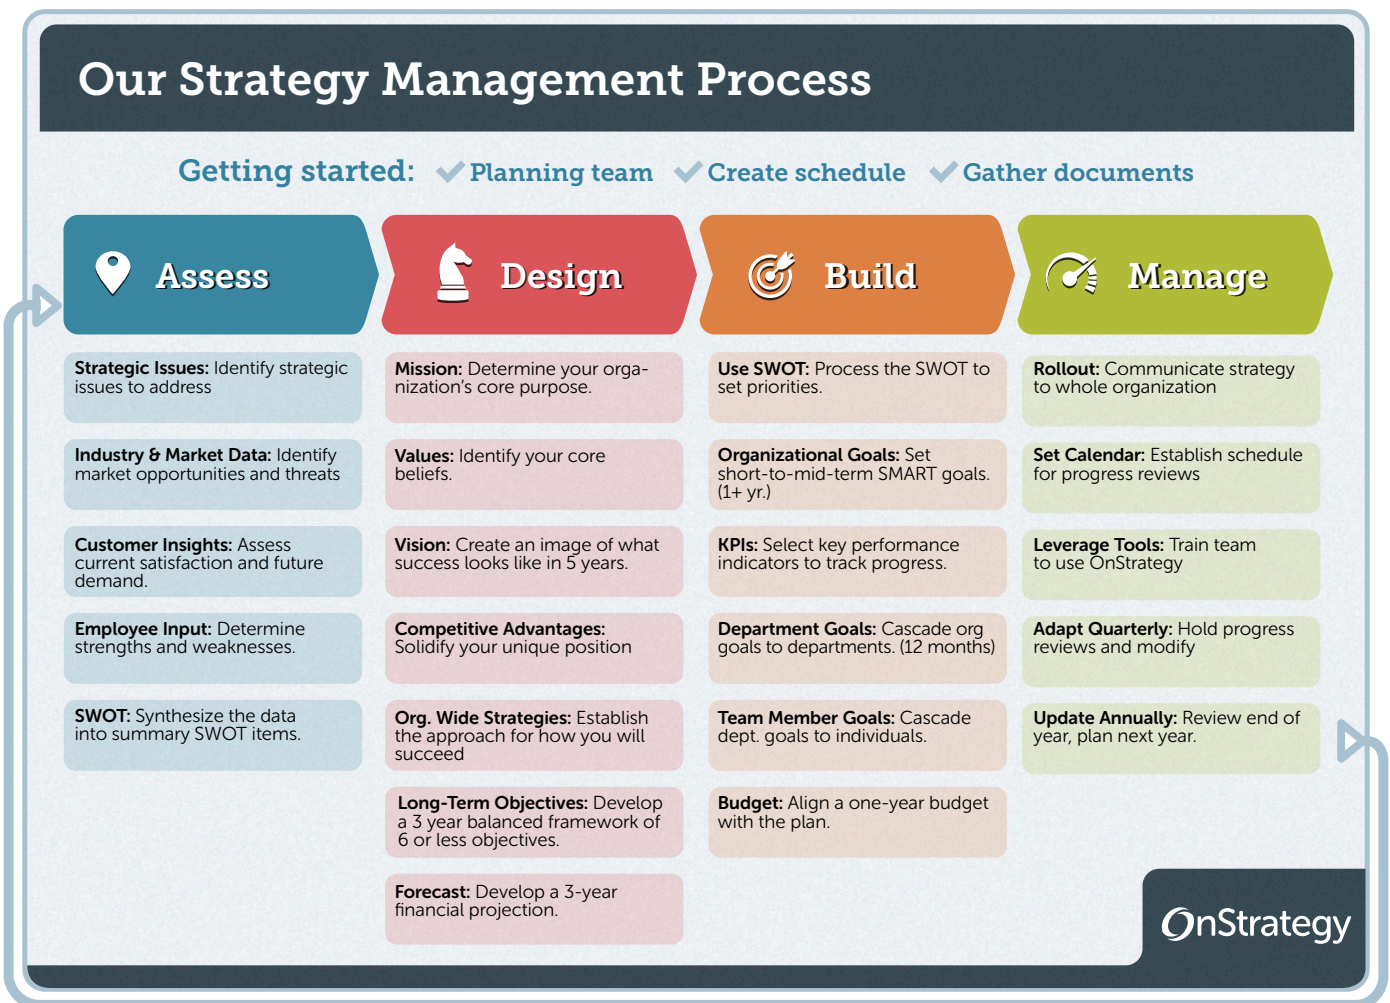 Our Strategy Management Process
Getting started: Planning team Create schedule Gather documents
Assess
Strategic Issues: Identify strategic
issues to address
Industry & Market Data: Identify
market opportunities and threats
Customer Insights: Assess
current satisfaction and future
demand.
Employee Input: Determine
strengths and weaknesses.
SWOT: Synthesize the data
into summary SWOT items.
Design
Mission: Determine your orga-
nization's core purpose.
Values: Identify your core
beliefs.
Vision: Create an image of what
success looks like in 5 years.
Competitive Advantages:
Solidify your unique position
Org. Wide Strategies: Establish
the approach for how you will
succeed
Long-Term Objectives: Develop
a 3 year balanced framework of
6 or less objectives.
Forecast: Develop a 3-year
financial projection.
Build
Use SWOT: Process the SWOT to
set priorities.
Organizational Goals: Set
short-to-mid-term SMART goals.
(1+ yr.)
KPIs: Select key performance
indicators to track progress.
Department Goals: Cascade org
goals to departments. (12 months)
Team Member Goals: Cascade
dept. goals to individuals.
Budget: Align a one-year budget
with the plan.
Manage
Rollout: Communicate strategy
to whole organization
Set Calendar: Establish schedule
for progress reviews
Leverage Tools: Train team
to use OnStrategy
Adapt Quarterly: Hold progress
reviews and modify
Update Annually: Review end of
year, plan next year.
OnStrategy